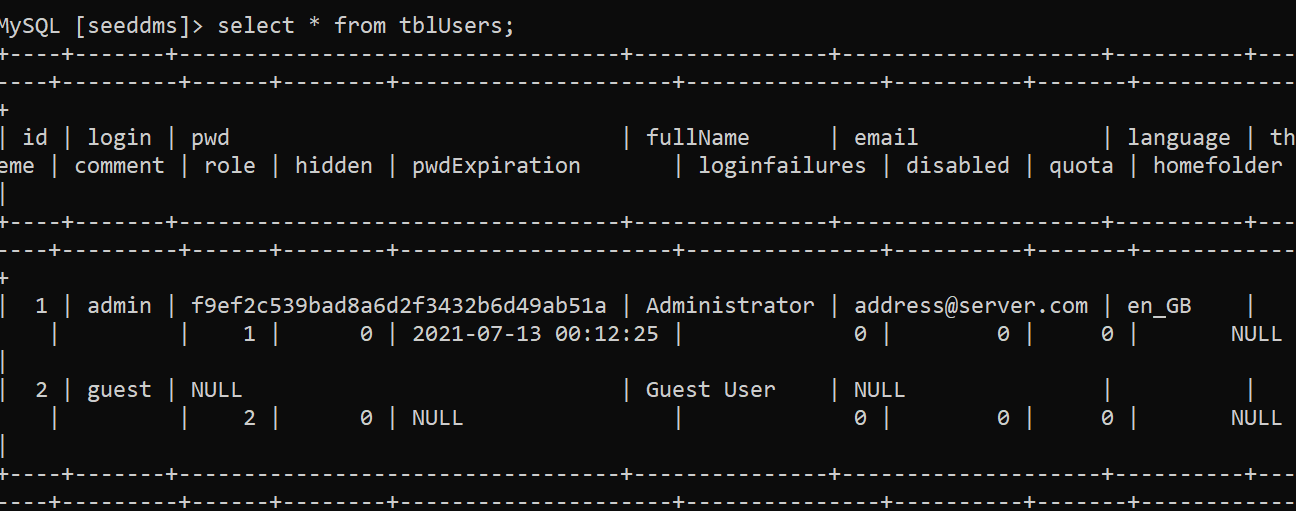 MySQL [seeddms]> select * from tblUsers;
+----+-------+----------------------------------+---------------+--------------------+----------+---
----+---------+------+--------+---------------------+---------------+----------+-------+------------
+
| id | login | pwd                              | fullName      | email              | language | th
eme | comment | role | hidden | pwdExpiration       | loginfailures | disabled | quota | homefolder
|
+----+-------+----------------------------------+---------------+--------------------+----------+---
----+---------+------+--------+---------------------+---------------+----------+-------+------------
+
|  1 | admin | f9ef2c539bad8a6d2f3432b6d49ab51a | Administrator | address@server.com | en_GB    |
    |         |    1 |      0 | 2021-07-13 00:12:25 |             0 |        0 |     0 |       NULL
|
|  2 | guest | NULL                             | Guest User    | NULL               |          |
    |         |    2 |      0 | NULL                |             0 |        0 |     0 |       NULL
|
+----+-------+----------------------------------+---------------+--------------------+----------+---
----+---------+------+--------+---------------------+---------------+----------+-------+------------